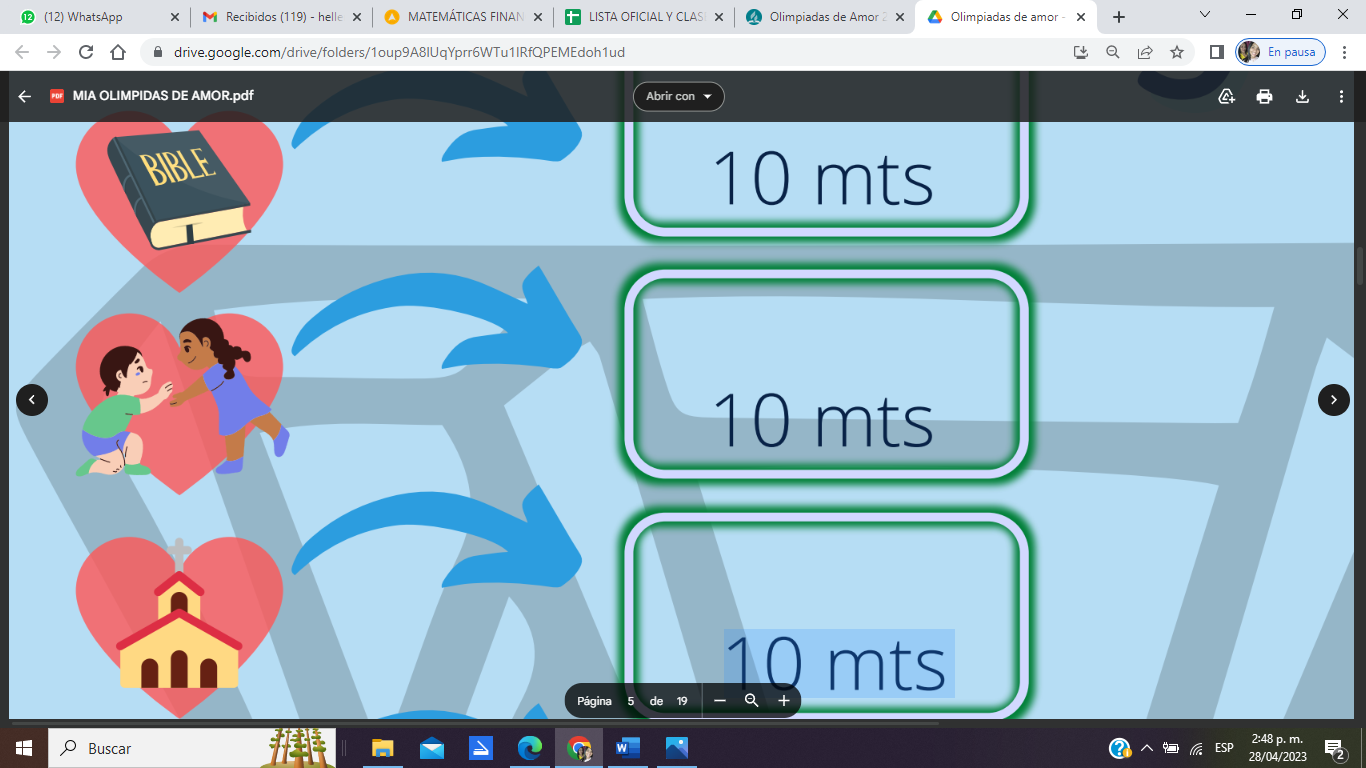 (12) WhatsApp
Recibidos (119) - helle
MATEMÁTICAS FINAN
LISTA OFICIAL Y CLAS
Olimpiadas de Amor 2
Olimpiadas de amor -
drive.google.com/drive/folders/1oup9A8lUqYprr6WTu1lRfQPEMEdoh1ud
En pausa
PDF
MIA OLIMPIDAS DE AMOR.pdf
Abrir con
BIBLE
10 mts
10 mts
10 mts
Página 5 de 19
Buscar
ESP
2:48 p. m.
28/04/2023
2